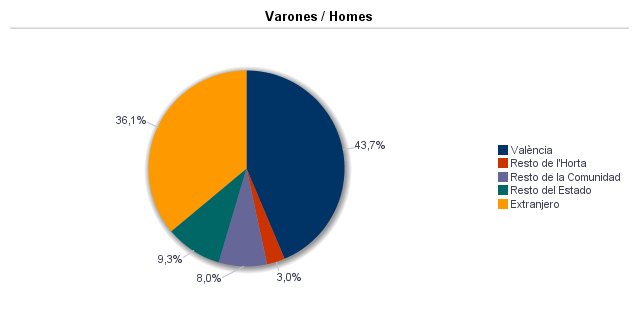 Varones / Homes
36,1%
43,7%
València
Resto de l'Horta
Resto de la Comunidad
Resto del Estado
Extranjero
9,3%
8,0%
3,0%